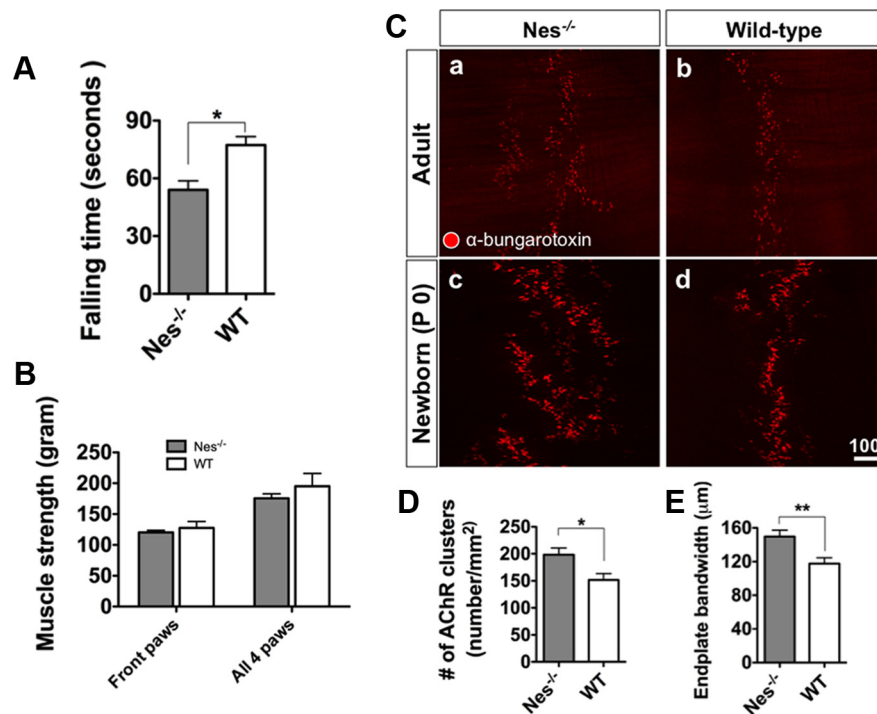 A
Falling time (seconds )
90
60
30
0
*
Nes-/-
WT
B
Muscle strength (gram)
250
200
150
100
50
0
Nes-/-
WT
Front paws
All 4 paws
C
Nes-/-
Wild-type
Adult
a
b
α-bungarotoxin
Newborn (P 0)
c
d
100
D
# of AChR clusters
(number/mm²)
250
200
150
100
50
0
*
Nes-/-
WT
E
Endplate bandwidth (μm)
160
120
80
40
0
**
Nes-/-
WT